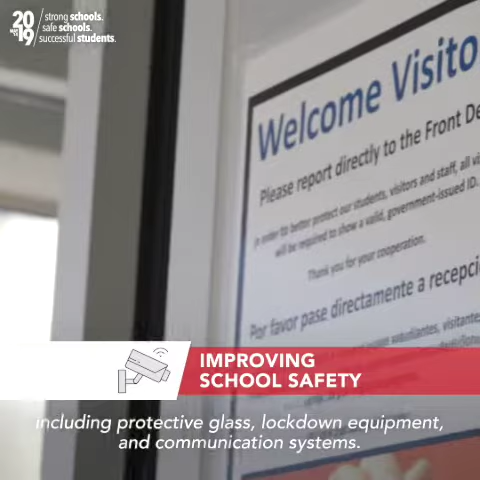 20
19
strong schools.
safe schools.
successful students.
Welcome Visito
Please report directly to the Front De
In order to better protect our students, visitors and staff, all vi
will be required to show a valid, government-issued ID.
Thank you for your cooperation.
Por favor pase directamente a recepci
estudiantes, visitante
IMPROVING
SCHOOL SAFETY
including protective glass, lockdown equipment,
and communication systems.